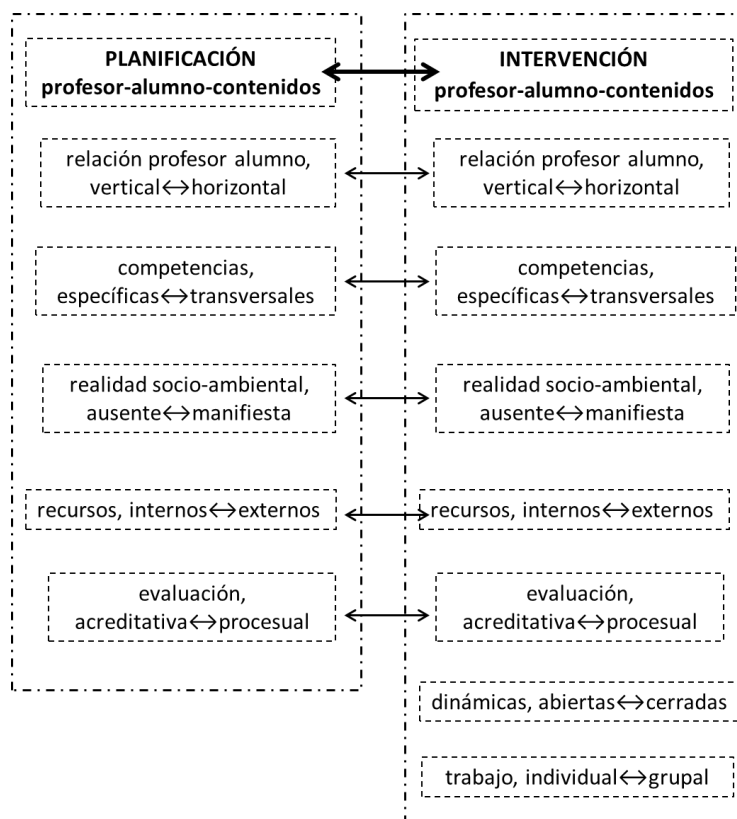 PLANIFICACIÓN
profesor-alumno-contenidos
relación profesor alumno,
vertical↔horizontal
competencias,
específicas↔transversales
realidad socio-ambiental,
ausente↔manifiesta
recursos, internos↔externos
evaluación,
acreditativa↔procesual
INTERVENCIÓN
profesor-alumno-contenidos
relación profesor alumno,
vertical↔horizontal
competencias,
específicas↔transversales
realidad socio-ambiental,
ausente↔manifiesta
recursos, internos↔externos
evaluación,
acreditativa↔procesual
dinámicas, abiertas↔cerradas
trabajo, individual↔grupal